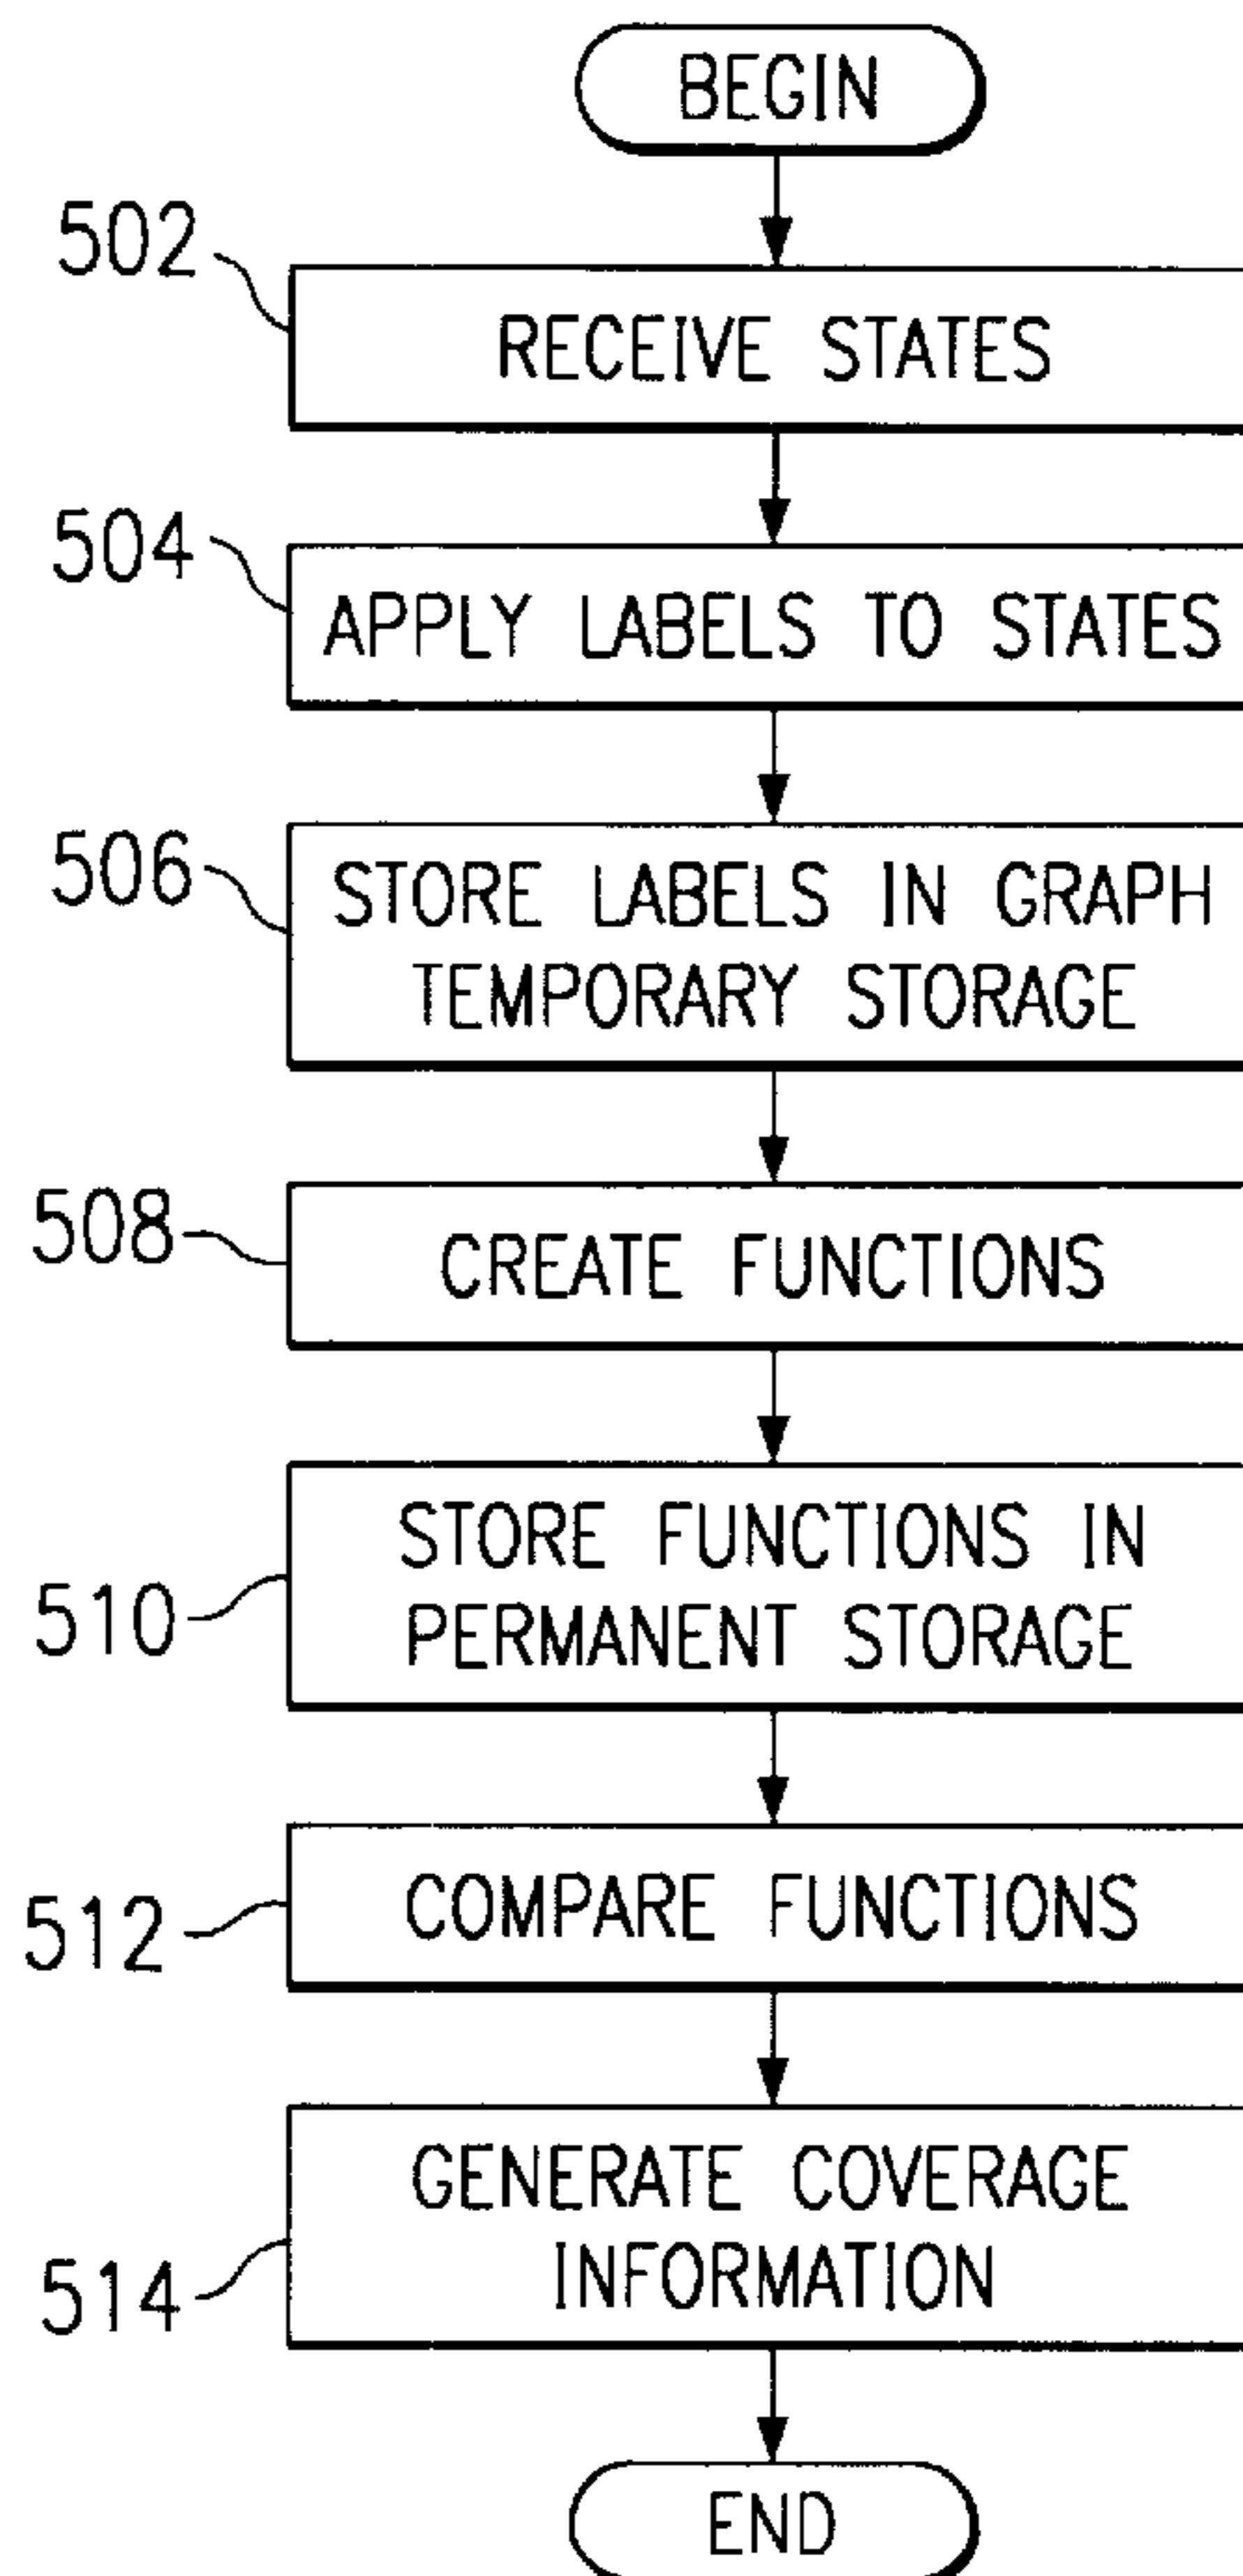 BEGIN
502
RECEIVE STATES
504
APPLY LABELS TO STATES
506
STORE LABELS IN GRAPH
TEMPORARY STORAGE
508
CREATE FUNCTIONS
510
STORE FUNCTIONS IN
PERMANENT STORAGE
512
COMPARE FUNCTIONS
514
GENERATE COVERAGE
INFORMATION
END